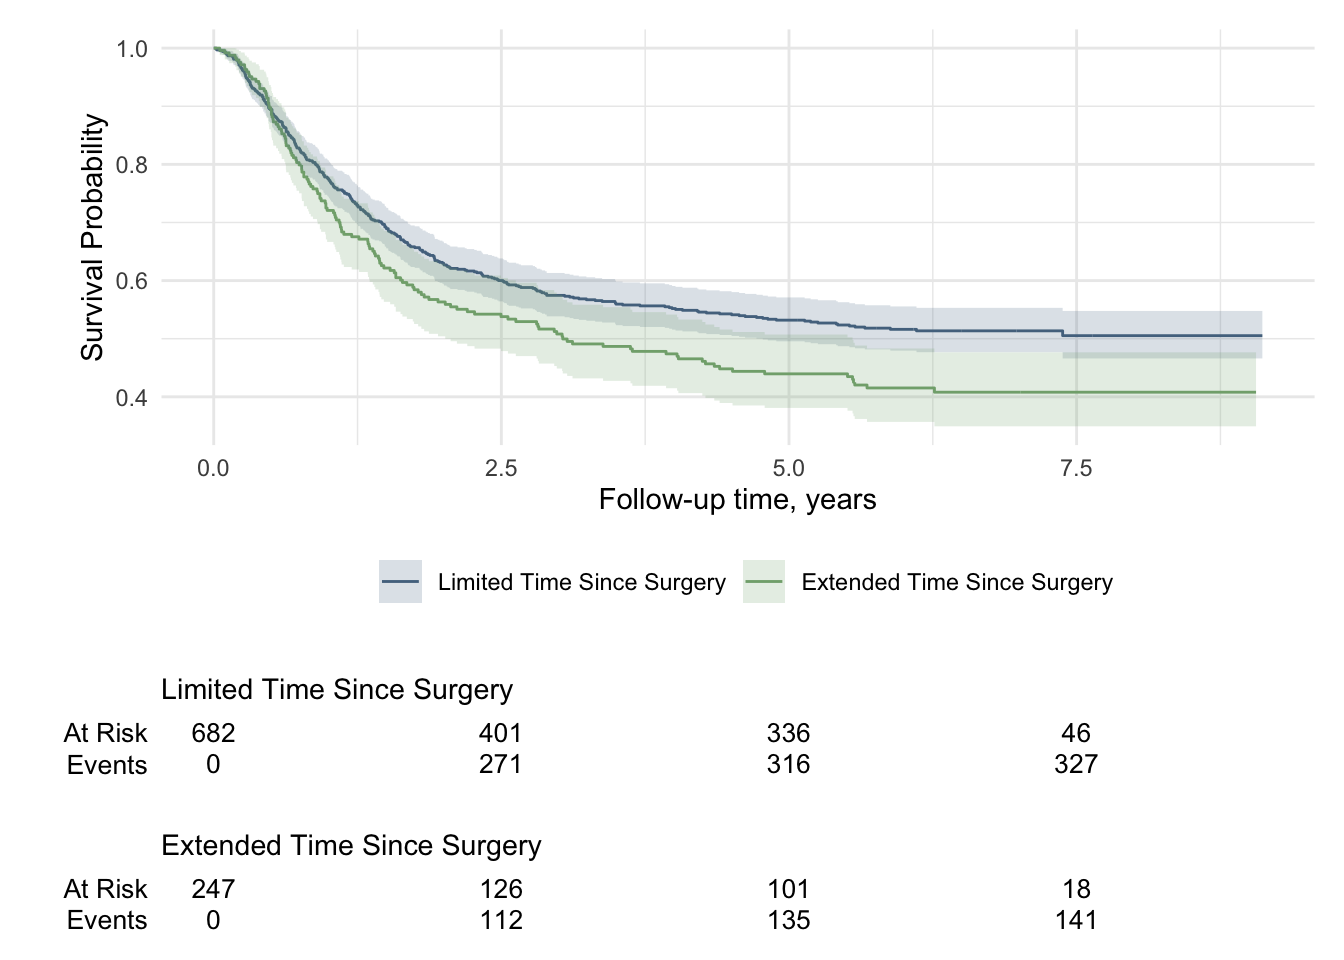 1.0
0.8
0.6
0.4
Survival Probability
0.0 2.5 5.0 7.5
Follow-up time, years
Limited Time Since Surgery Extended Time Since Surgery
Limited Time Since Surgery
At Risk 682 401 336 46
Events 0 271 316 327
Extended Time Since Surgery
At Risk 247 126 101 18
Events 0 112 135 141